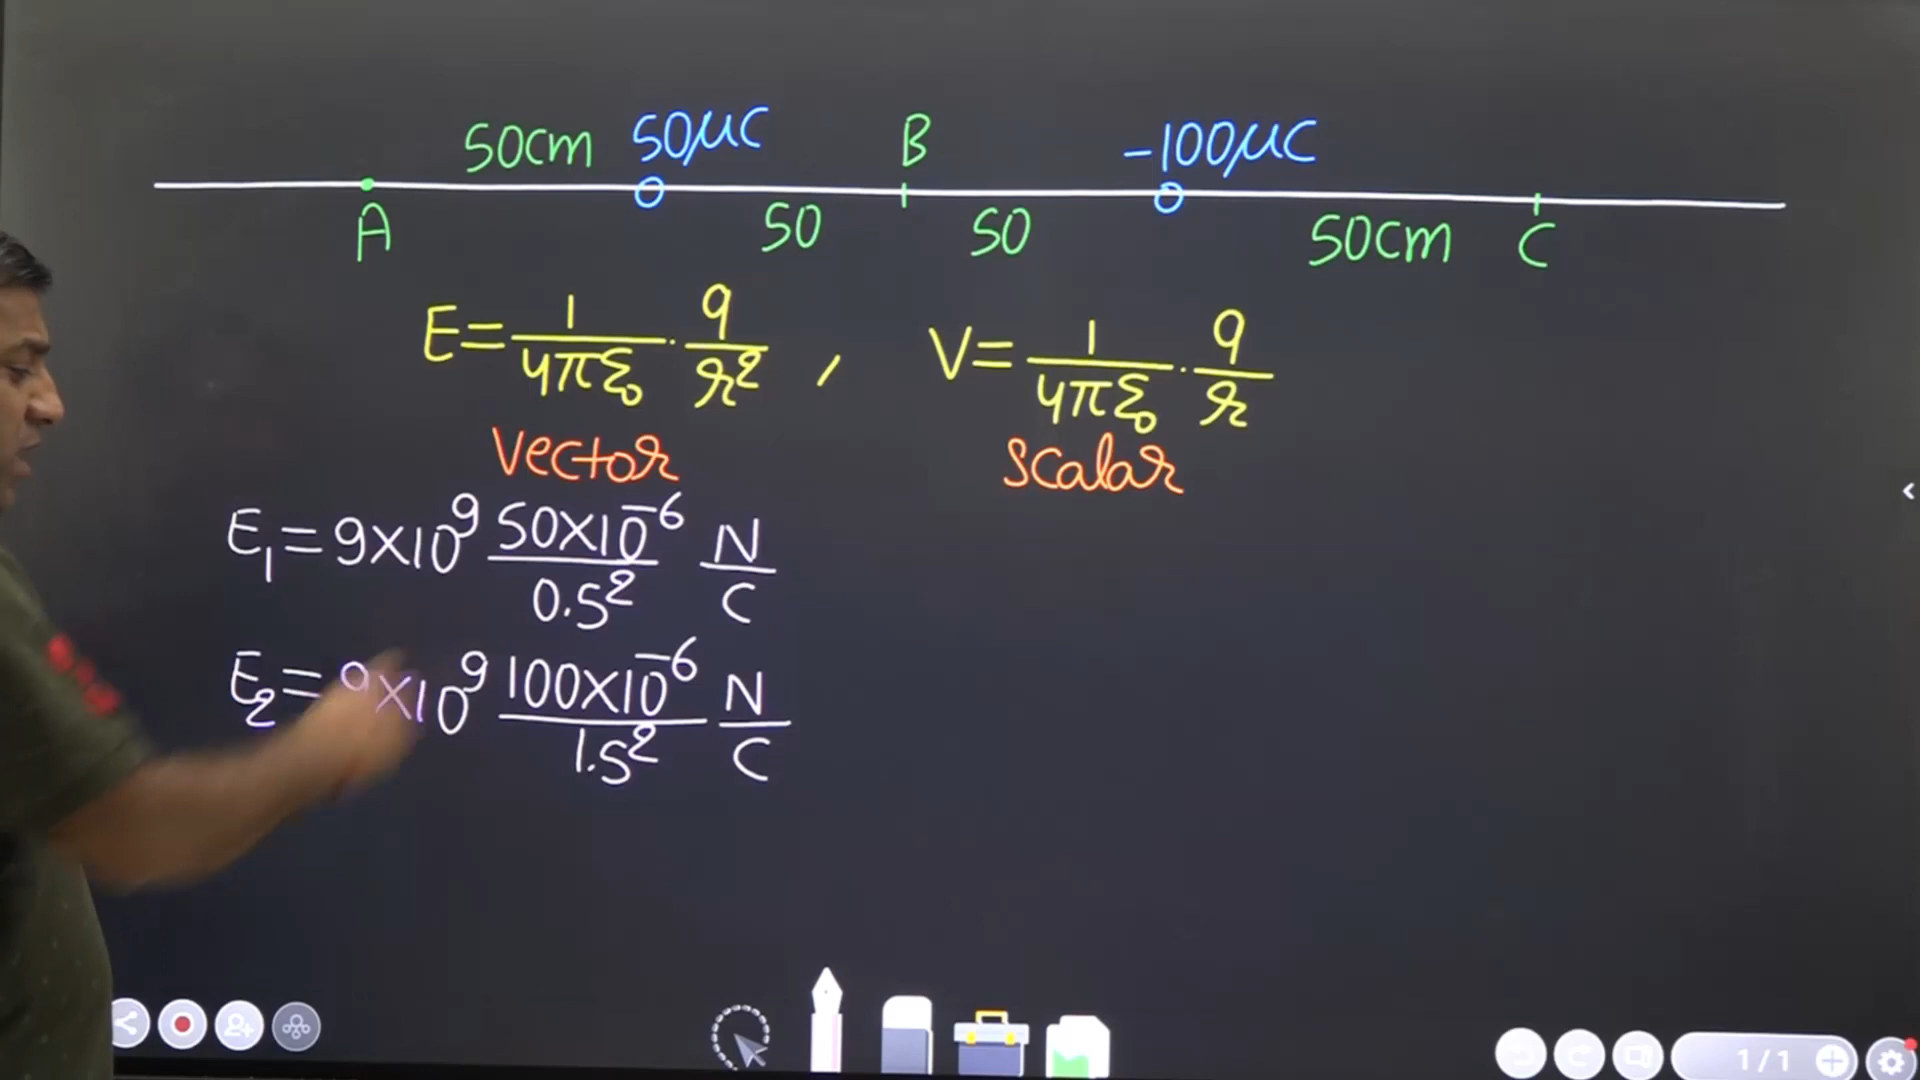 50cm 50μC B -100μC
A 50 50 50cm C
E = 1/4πε₀ · q/r² , V = 1/4πε₀ · q/r
Vector Scalar
E₁ = 9×10⁹ 50×10⁻⁶/0.5² N/C
E₂ = 9×10⁹ 100×10⁻⁶/1.5² N/C
1/1